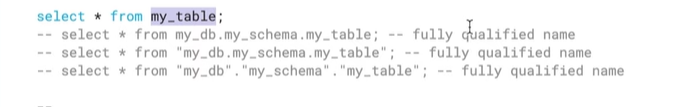 select * from my_table;
-- select * from my_db.my_schema.my_table; -- fully qualified name
-- select * from "my_db.my_schema.my_table"; -- fully qualified name
-- select * from "my_db"."my_schema"."my_table"; -- fully qualified name
--